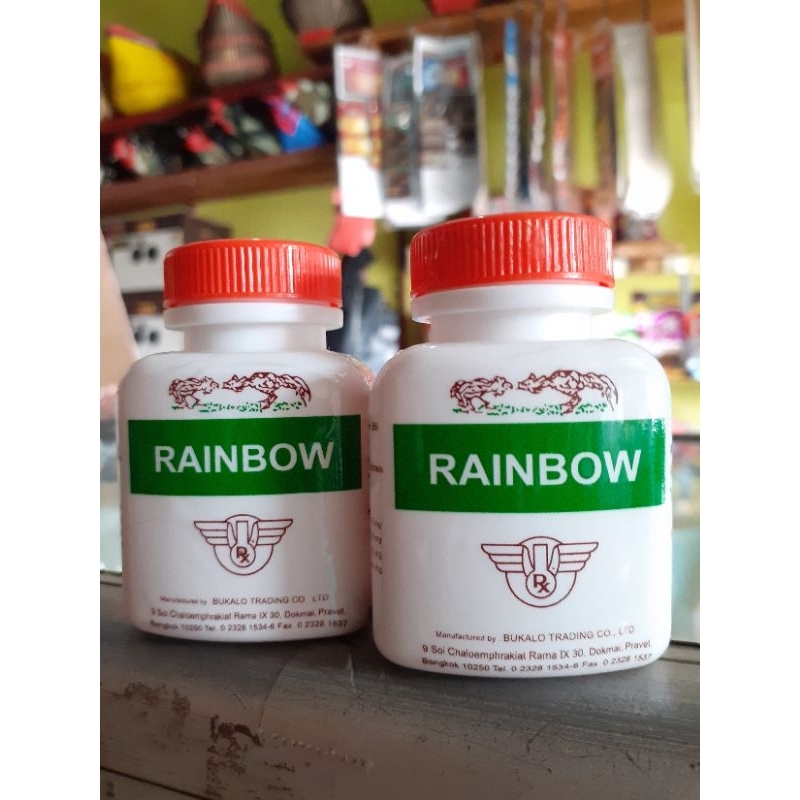 RAINBOW
Rx
Manufactured by BUKALO TRADING CO., LTD
9 Soi Chaloemphrakiat Rama IX 30, Dokmai, Pravet,
Bangkok 10250 Tel. 0 2328 1534-6 Fax. 0 2328 1537
RAINBOW
Rx
Manufactured by . BUKALO TRADING CO., LTD
9 Soi Chaloemphrakiat Rama IX 30, Dokmai, Pravet,
Bangkok 10250 Tel. 0 2328 1534-6 Fax. 0 2328 1537